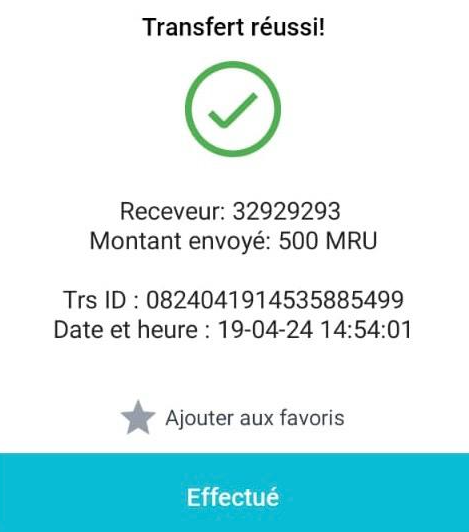 Transfert réussi!
Receveur: 32929293
Montant envoyé: 500 MRU
Trs ID : 0824041914535885499
Date et heure : 19-04-24 14:54:01
Ajouter aux favoris
Effectué